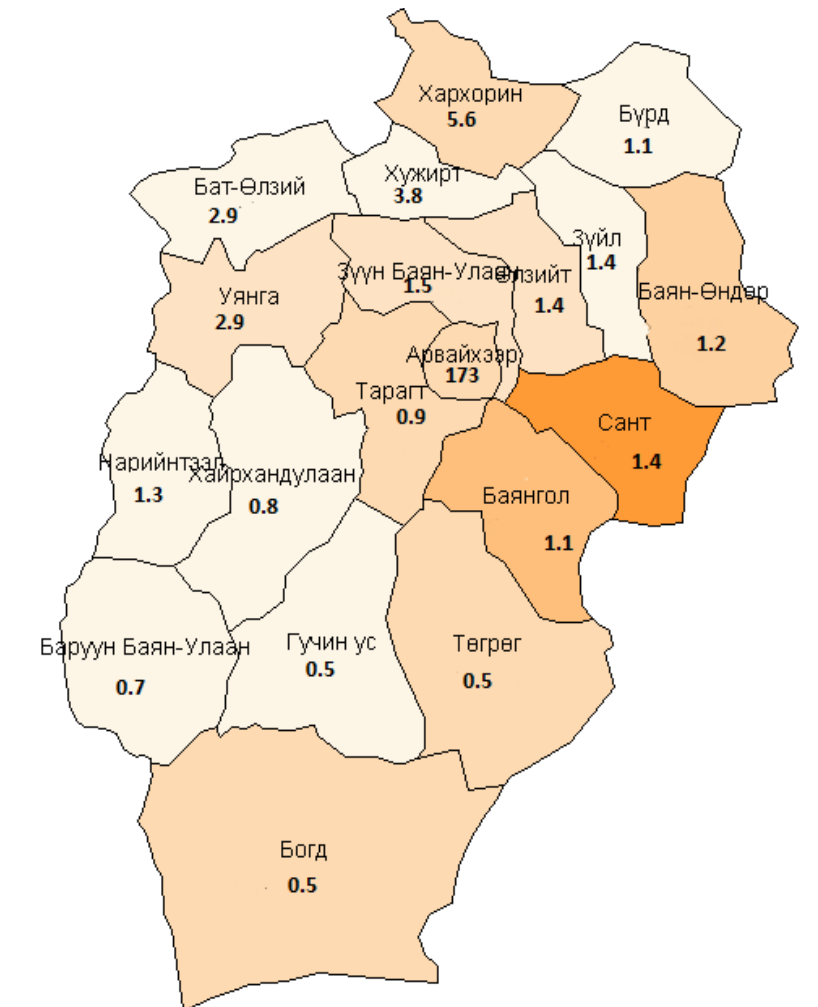 Хархорин
5.6
Бүрд
1.1
Хужирт
3.8
Бат-Өлзий
2.9
Зүйл
1.4
Зүүн Баян-Улаан
1.5
Өлзийт
1.4
Баян-Өндөр
1.2
Уянга
2.9
Арвайхээр
173
Тарагт
0.9
Сант
1.4
Нарийнтээл
1.3
Хайрхандулаан
0.8
Баянгол
1.1
Баруун Баян-Улаан
0.7
Гучин ус
0.5
Төгрөг
0.5
Богд
0.5